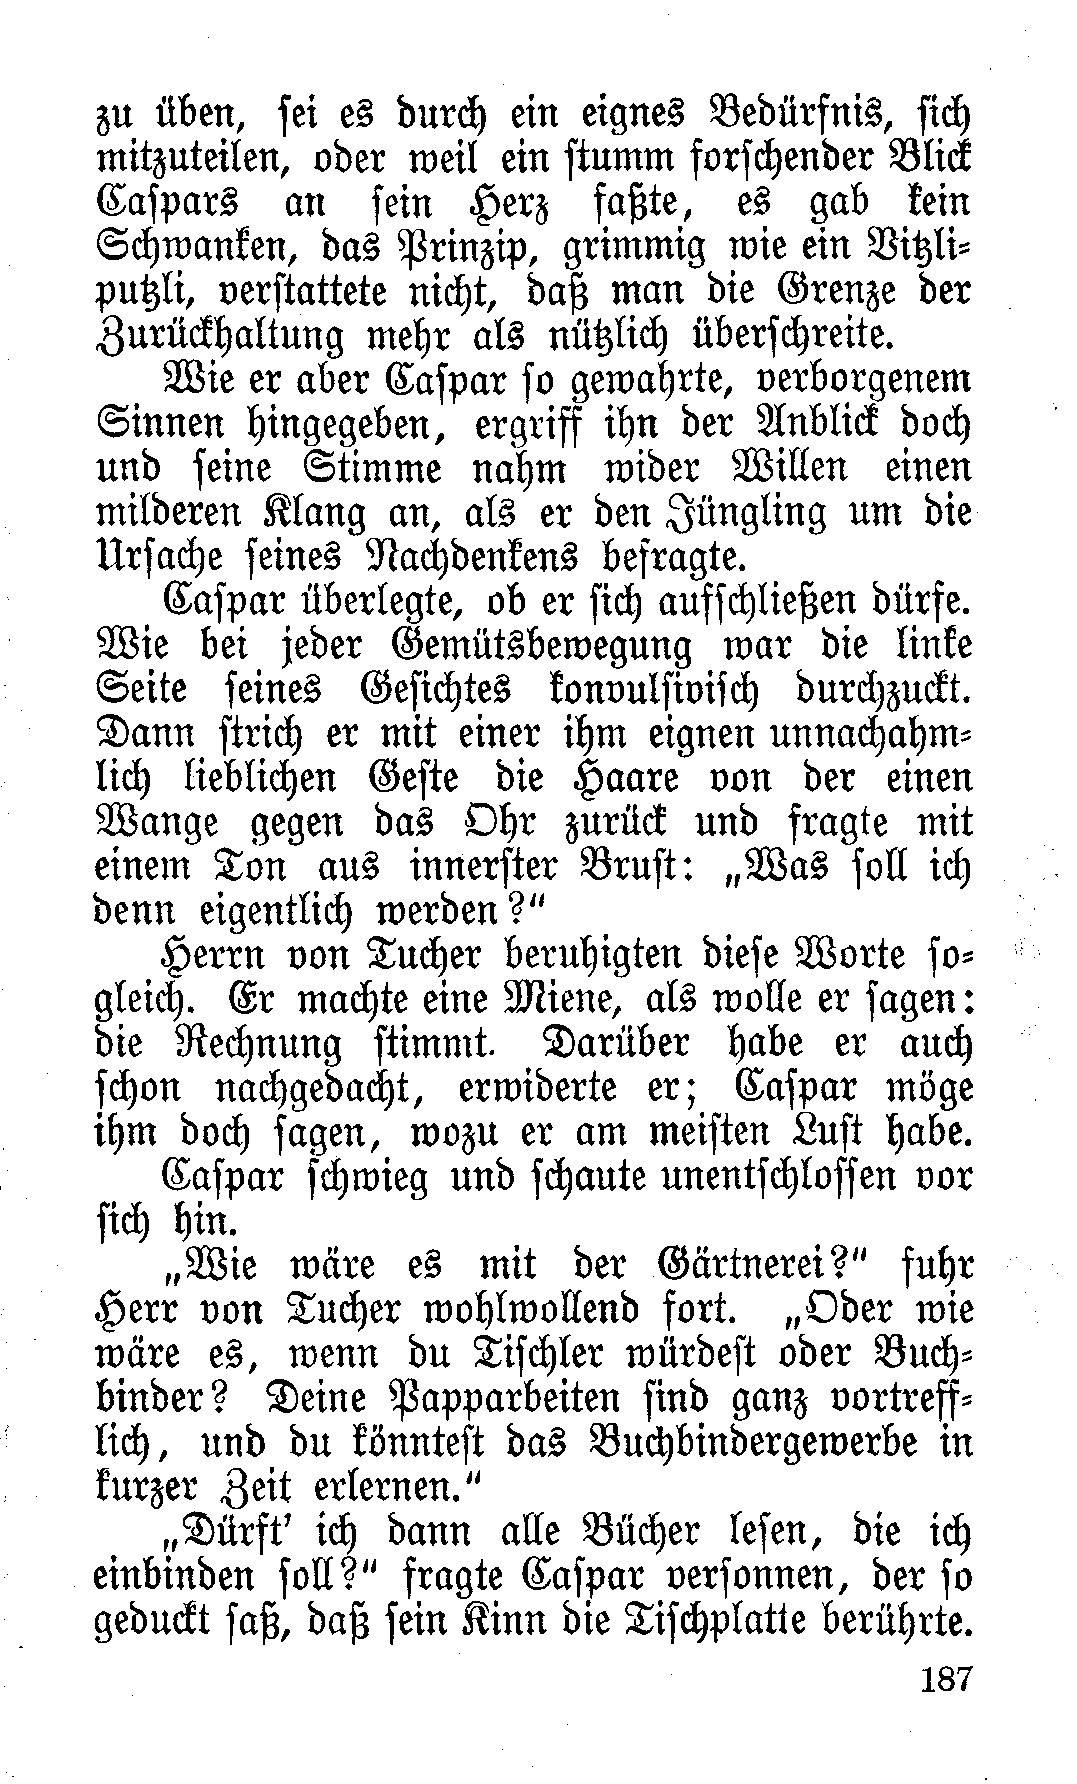 zu üben, sei es durch ein eignes Bedürfnis, sich
mitzuteilen, oder weil ein stumm forschender Blick
Caspars an sein Herz faßte, es gab kein
Schwanken, das Prinzip, grimmig wie ein Vitzli-
putzli, verstattete nicht, daß man die Grenze der
Zurückhaltung mehr als nützlich überschreite.
Wie er aber Caspar so gewahrte, verborgenem
Sinnen hingegeben, ergriff ihn der Anblick doch
und seine Stimme nahm wider Willen einen
milderen Klang an, als er den Jüngling um die
Ursache seines Nachdenkens befragte.
Caspar überlegte, ob er sich aufschließen dürfe.
Wie bei jeder Gemütsbewegung war die linke
Seite seines Gesichtes konvulsivisch durchzuckt.
Dann strich er mit einer ihm eignen unnachahm-
lich lieblichen Geste die Haare von der einen
Wange gegen das Ohr zurück und fragte mit
einem Ton aus innerster Brust: „Was soll ich
denn eigentlich werden?“
Herrn von Tucher beruhigten diese Worte so-
gleich. Er machte eine Miene, als wolle er sagen:
die Rechnung stimmt. Darüber habe er auch
schon nachgedacht, erwiderte er; Caspar möge
ihm doch sagen, wozu er am meisten Lust habe.
Caspar schwieg und schaute unentschlossen vor
sich hin.
„Wie wäre es mit der Gärtnerei?“ fuhr
Herr von Tucher wohlwollend fort. „Oder wie
wäre es, wenn du Tischler würdest oder Buch-
binder? Deine Papparbeiten sind ganz vortreff-
lich, und du könntest das Buchbindergewerbe in
kurzer Zeit erlernen.“
„Dürft’ ich dann alle Bücher lesen, die ich
einbinden soll?“ fragte Caspar versonnen, der so
geduckt saß, daß sein Kinn die Tischplatte berührte.
187